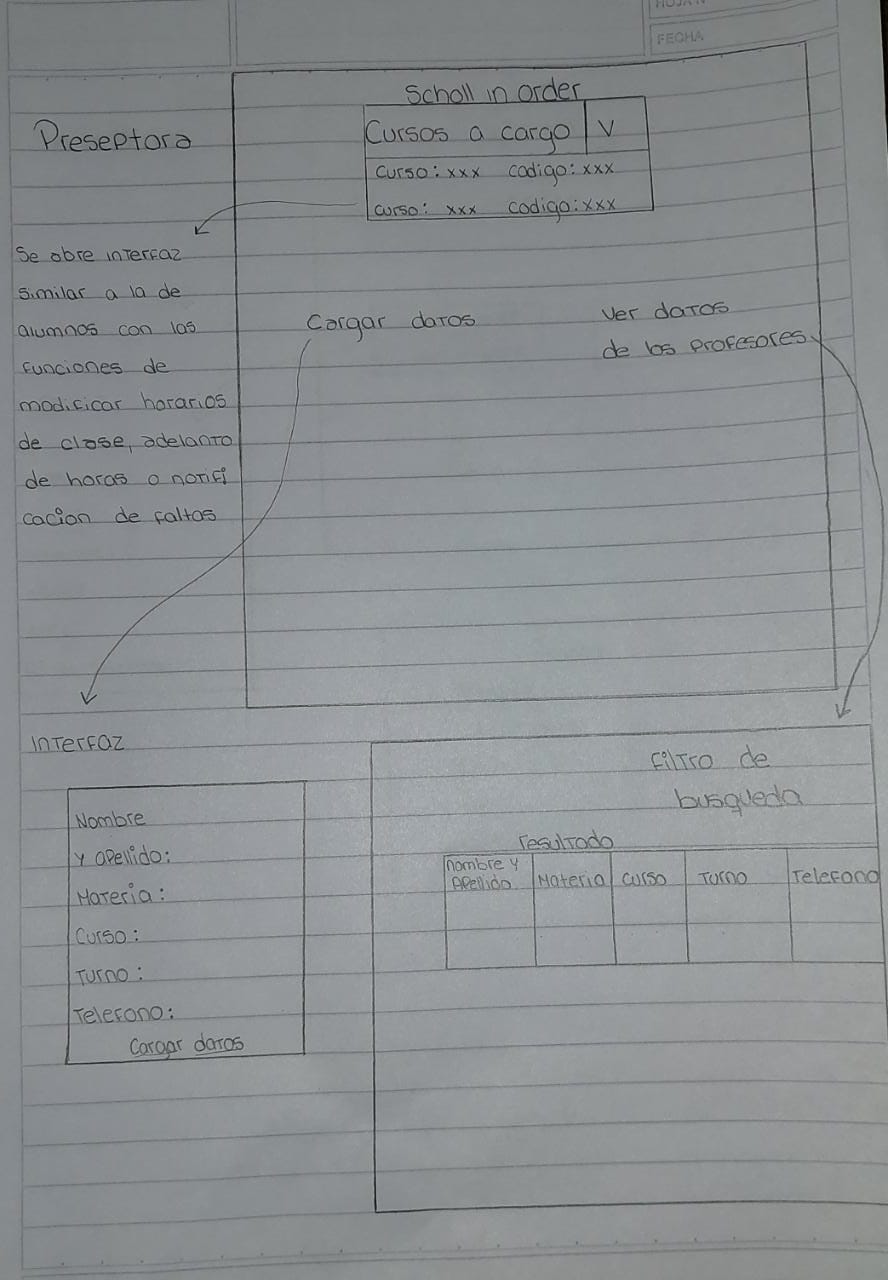 HOJA N
FECHA
Preseptora
Scholl in order
Cursos a cargo V
curso: xxx codigo: xxx
curso: xxx codigo: xxx
Se abre interfaz
similar a la de
alumnos con las
funciones de
modificar horarios
de clase, adelanto
de horas o notifi
cacion de faltas
Cargar datos
Ver datos
de los profesores
Interfaz
Nombre
y apellido:
Materia:
Curso:
Turno:
Telefono:
Cargar datos
Filtro de
busqueda
resultado
nombre y
Apellido Materia curso Turno Telefono